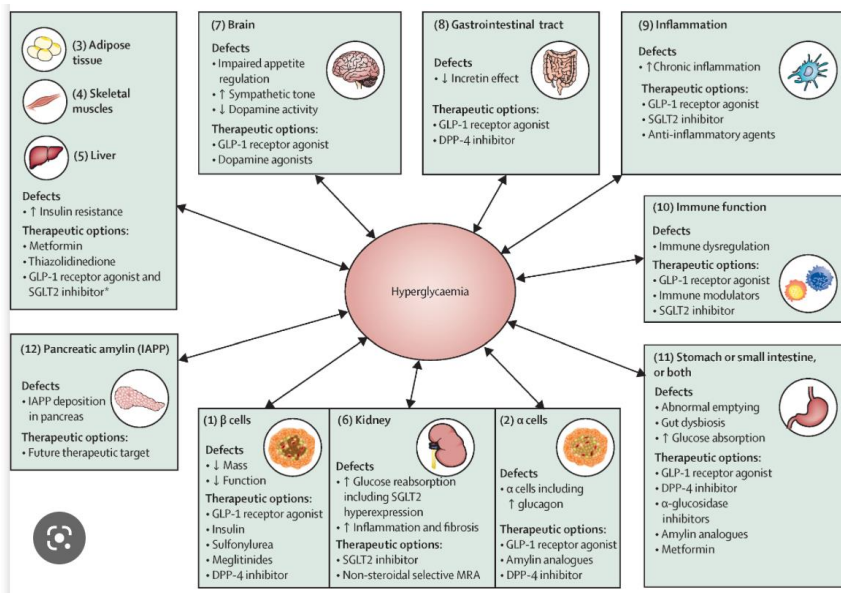 (3) Adipose
tissue
(4) Skeletal
muscles
(5) Liver
Defects
• ↑ Insulin resistance
Therapeutic options:
• Metformin
• Thiazolidinedione
• GLP-1 receptor agonist and
SGLT2 inhibitor*
(7) Brain
Defects
• Impaired appetite
regulation
• ↑ Sympathetic tone
• ↓ Dopamine activity
Therapeutic options:
• GLP-1 receptor agonist
• Dopamine agonists
(8) Gastrointestinal tract
Defects
• ↓ Incretin effect
Therapeutic options:
• GLP-1 receptor agonist
• DPP-4 inhibitor
(9) Inflammation
Defects
• ↑Chronic inflammation
Therapeutic options:
• GLP-1 receptor agonist
• SGLT2 inhibitor
• Anti-inflammatory agents
Hyperglycaemia
(10) Immune function
Defects
• Immune dysregulation
Therapeutic options:
• GLP-1 receptor agonist
• Immune modulators
• SGLT2 inhibitor
(12) Pancreatic amylin (IAPP)
Defects
• IAPP deposition
in pancreas
Therapeutic options:
• Future therapeutic target
(1) β cells
Defects
• ↓ Mass
• ↓ Function
Therapeutic options:
• GLP-1 receptor agonist
• Insulin
• Sulfonylurea
• Meglitinides
• DPP-4 inhibitor
(6) Kidney
Defects
• ↑ Glucose reabsorption
including SGLT2
hyperexpression
• ↑ Inflammation and fibrosis
Therapeutic options:
• SGLT2 inhibitor
• Non-steroidal selective MRA
(2) α cells
Defects
• α cells including
↑ glucagon
Therapeutic options:
• GLP-1 receptor agonist
• Amylin analogues
• DPP-4 inhibitor
(11) Stomach or small intestine,
or both
Defects
• Abnormal emptying
• Gut dysbiosis
• ↑ Glucose absorption
Therapeutic options:
• GLP-1 receptor agonist
• DPP-4 inhibitor
• α-glucosidase
inhibitors
• Amylin analogues
• Metformin